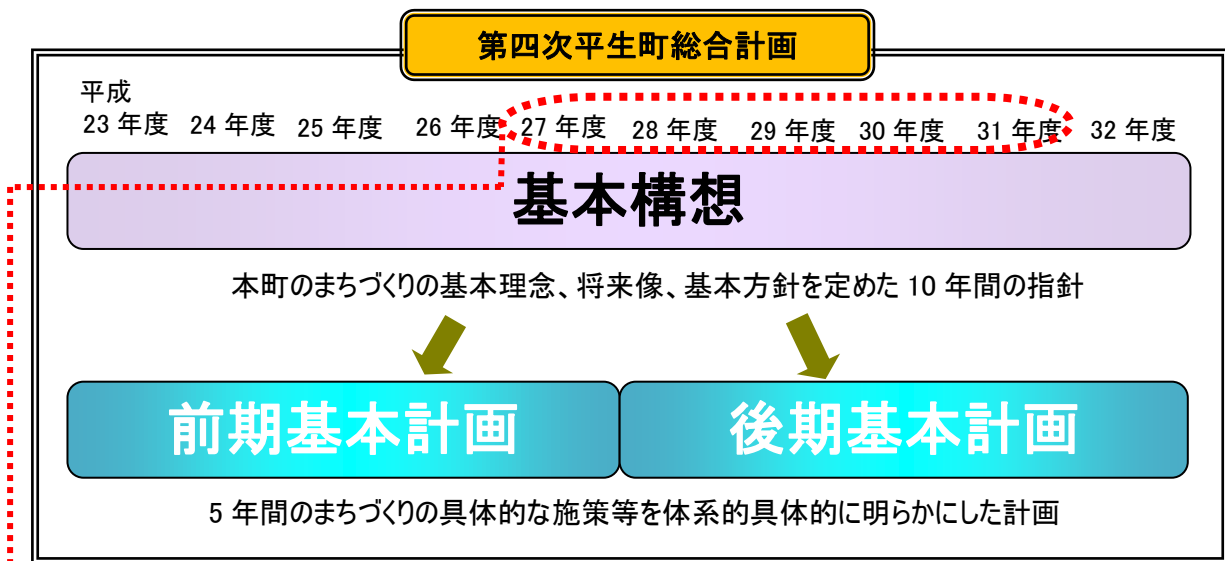 第四次平生町総合計画
平成
23 年度 24 年度 25 年度 26 年度 27 年度 28 年度 29 年度 30 年度 31 年度 32 年度
基本構想
本町のまちづくりの基本理念、将来像、基本方針を定めた 10 年間の指針
前期基本計画 後期基本計画
5 年間のまちづくりの具体的な施策等を体系的具体的に明らかにした計画